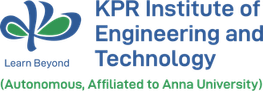 KPR Institute of
Engineering and
Technology
Learn Beyond
(Autonomous, Affiliated to Anna University)